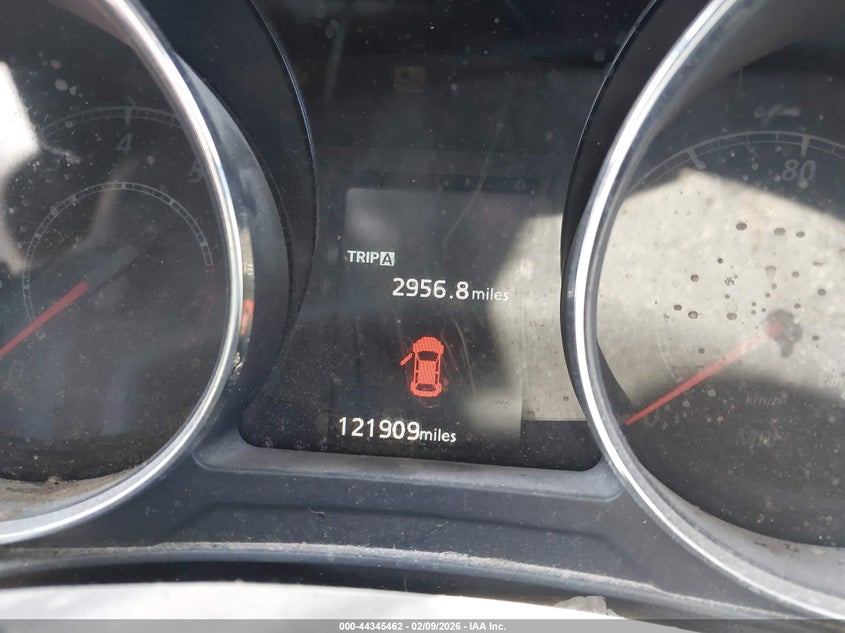 4
80
TRIP A
2956.8 miles
121909 miles
000-44345462 - 02/09/2026 - IAA Inc.